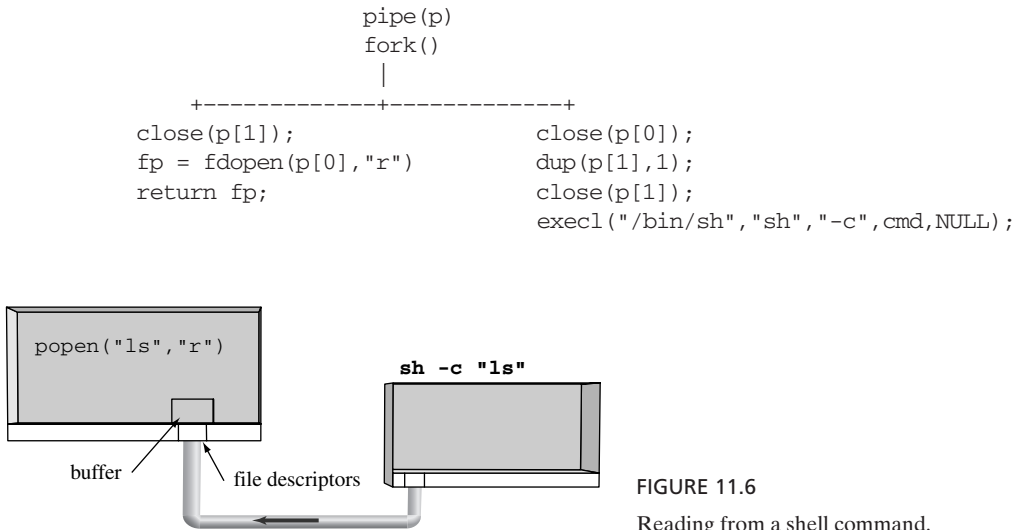 pipe(p)
fork()
|
+-------------+-------------+
close(p[1]); close(p[0]);
fp = fdopen(p[0],"r") dup(p[1],1);
return fp; close(p[1]);
execl("/bin/sh","sh","-c",cmd,NULL);
popen("ls","r")
sh -c "ls"
buffer
file descriptors
FIGURE 11.6
Reading from a shell command.